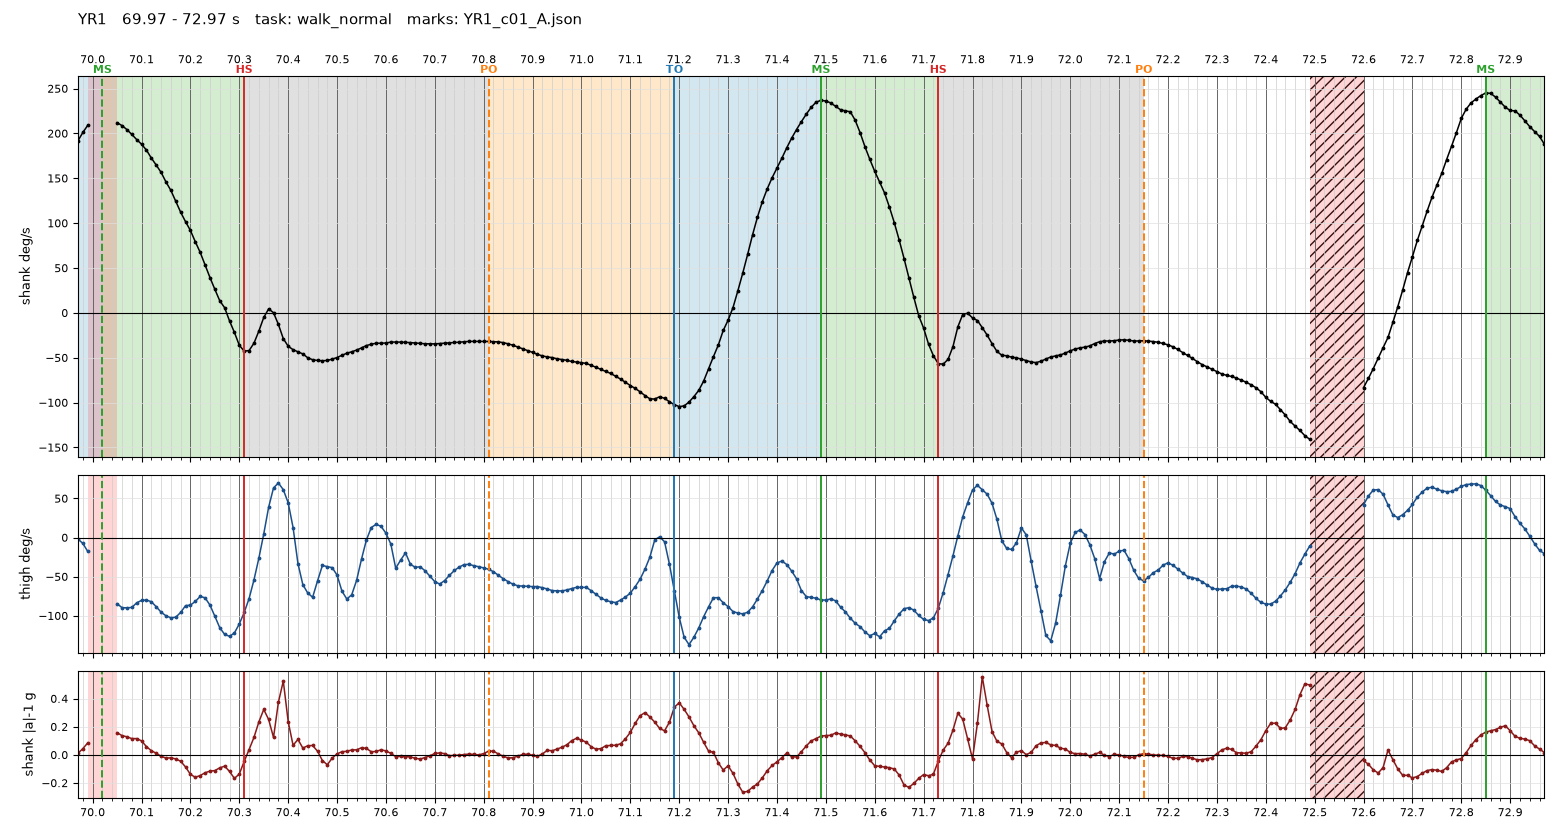 YR1   69.97 - 72.97 s   task: walk_normal   marks: YR1_c01_A.json
70.0 70.1 70.2 70.3 70.4 70.5 70.6 70.7 70.8 70.9 71.0 71.1 71.2 71.3 71.4 71.5 71.6 71.7 71.8 71.9 72.0 72.1 72.2 72.3 72.4 72.5 72.6 72.7 72.8 72.9
MS HS PO TO MS HS PO MS
shank deg/s
250
200
150
100
50
0
−50
−100
−150
thigh deg/s
50
0
−50
−100
shank |a|-1 g
0.4
0.2
0.0
−0.2
70.0 70.1 70.2 70.3 70.4 70.5 70.6 70.7 70.8 70.9 71.0 71.1 71.2 71.3 71.4 71.5 71.6 71.7 71.8 71.9 72.0 72.1 72.2 72.3 72.4 72.5 72.6 72.7 72.8 72.9